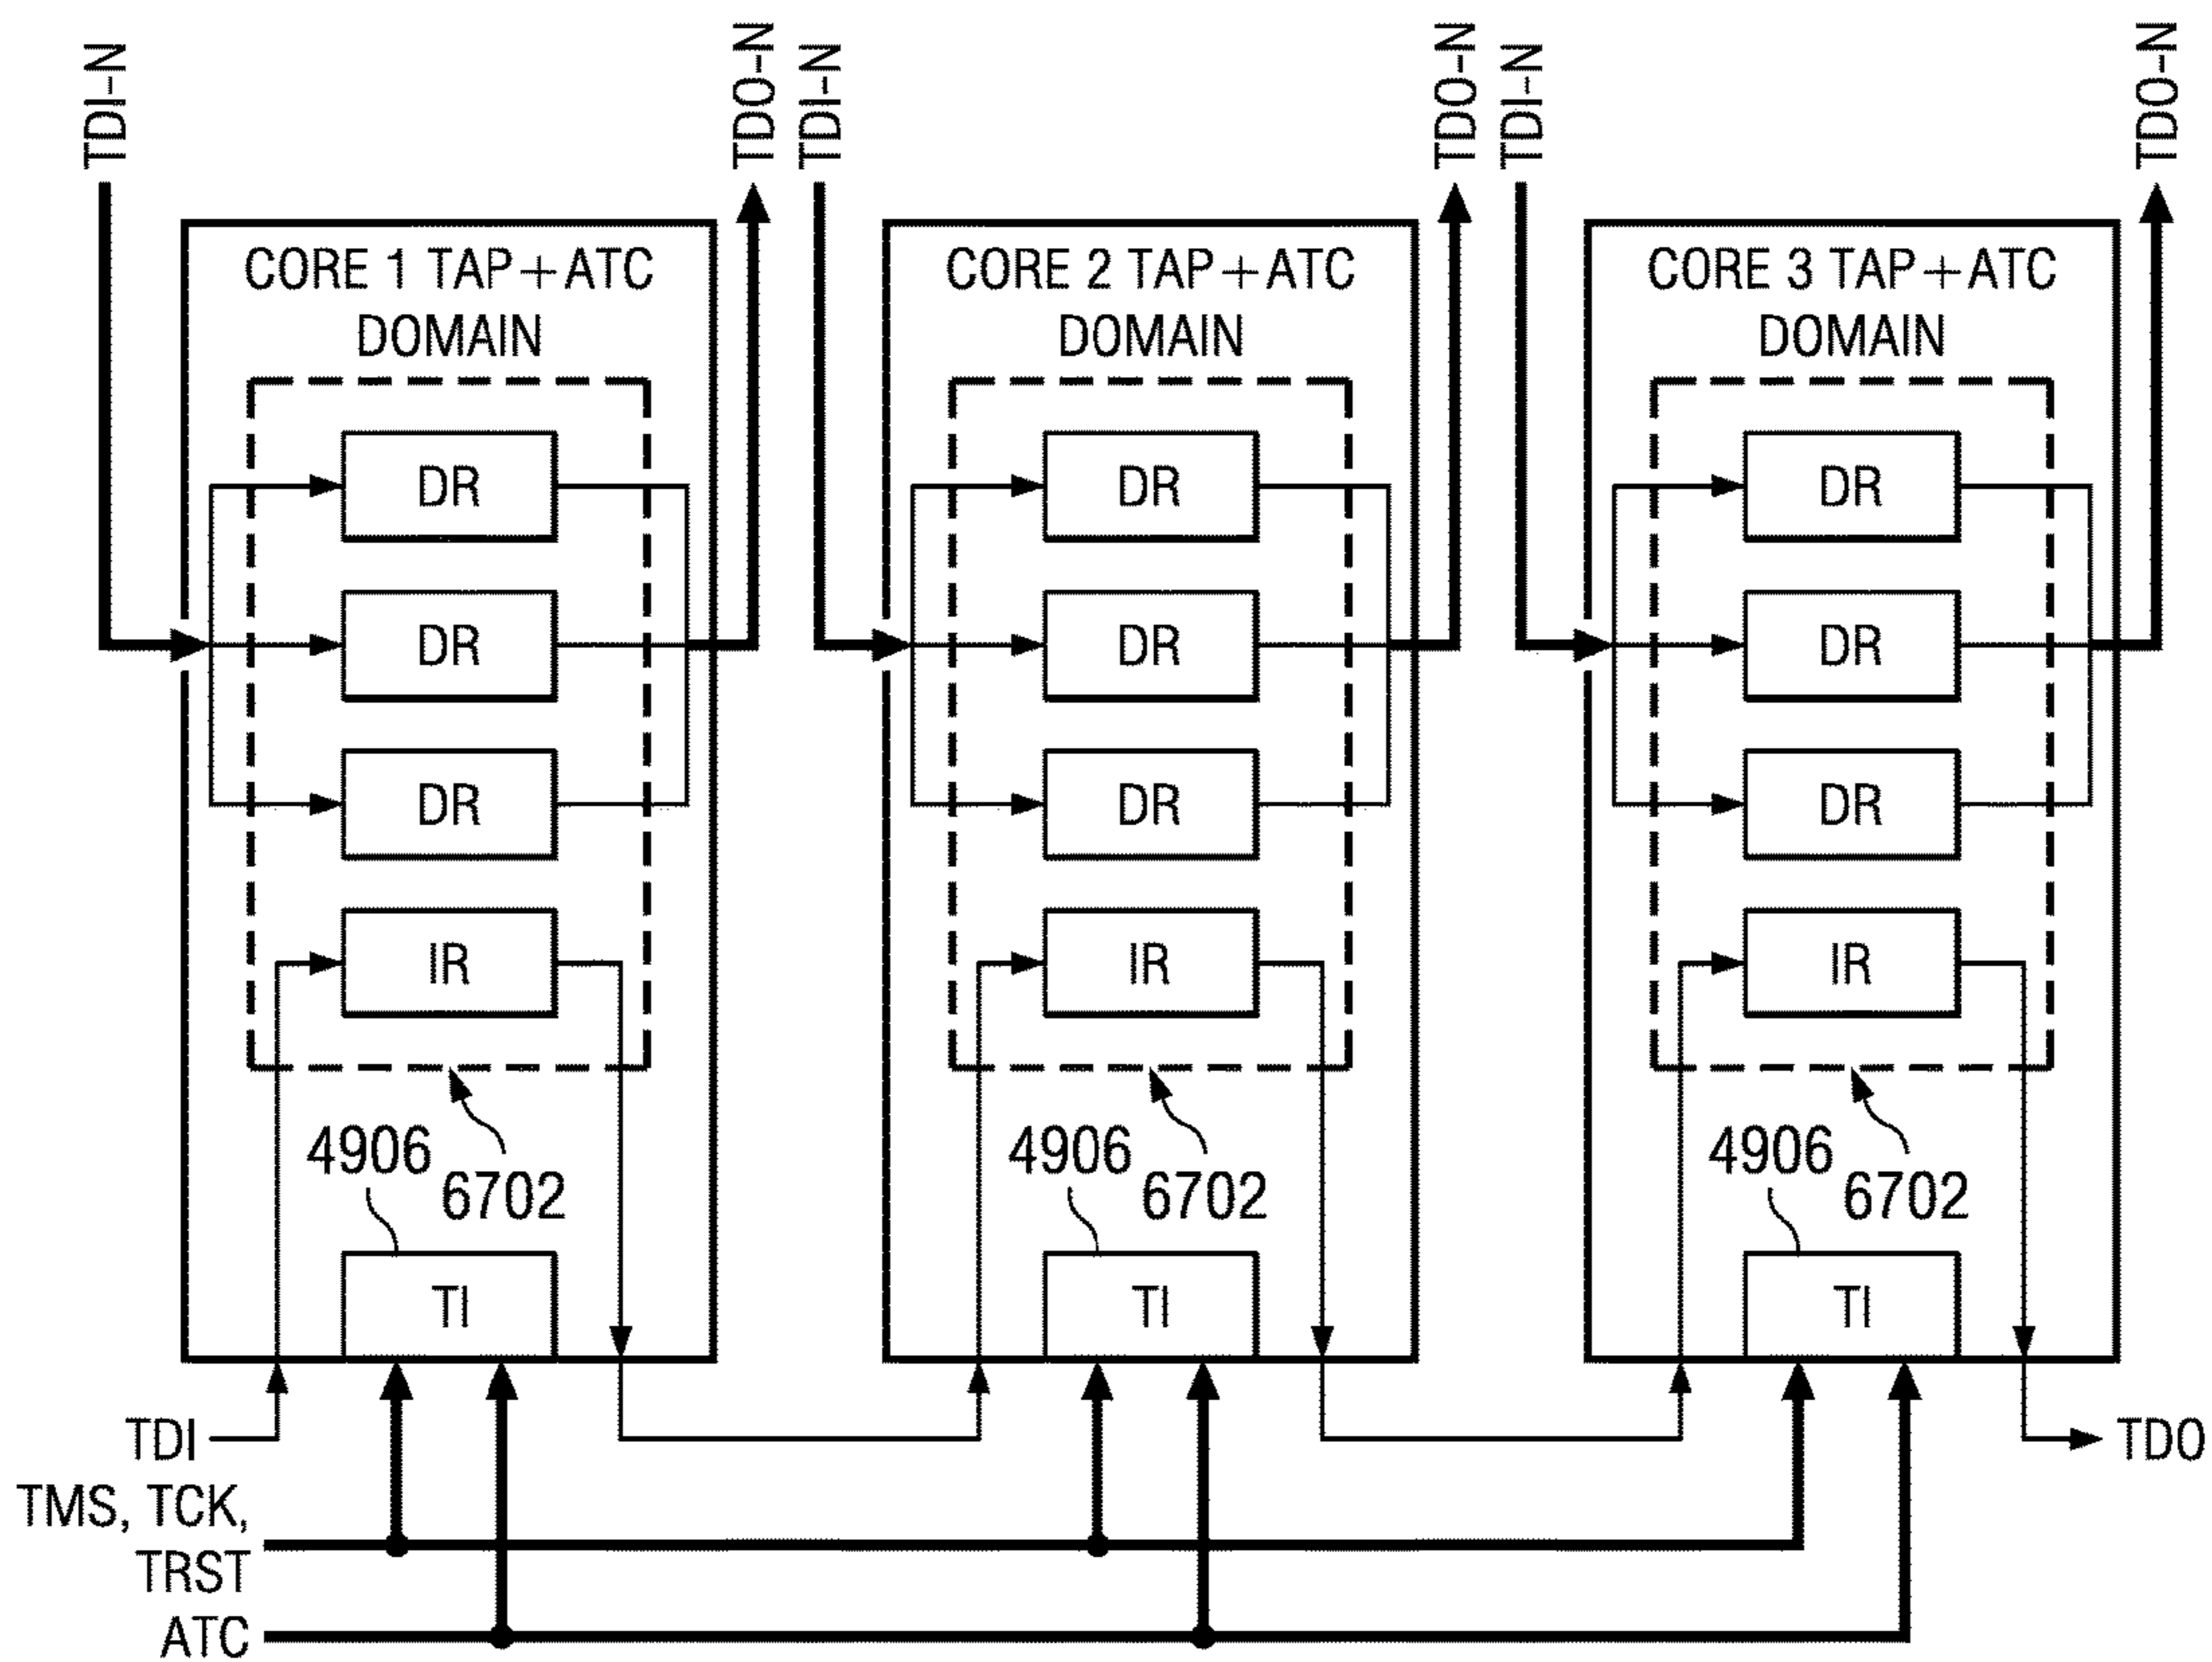 TDI-N
TDO-N
TDI-N
TDO-N
TDI-N
TDO-N
CORE 1 TAP+ATC
DOMAIN
DR
DR
DR
IR
4906
6702
TI
CORE 2 TAP+ATC
DOMAIN
DR
DR
DR
IR
4906
6702
TI
CORE 3 TAP+ATC
DOMAIN
DR
DR
DR
IR
4906
6702
TI
TDI
TDO
TMS, TCK,
TRST
ATC